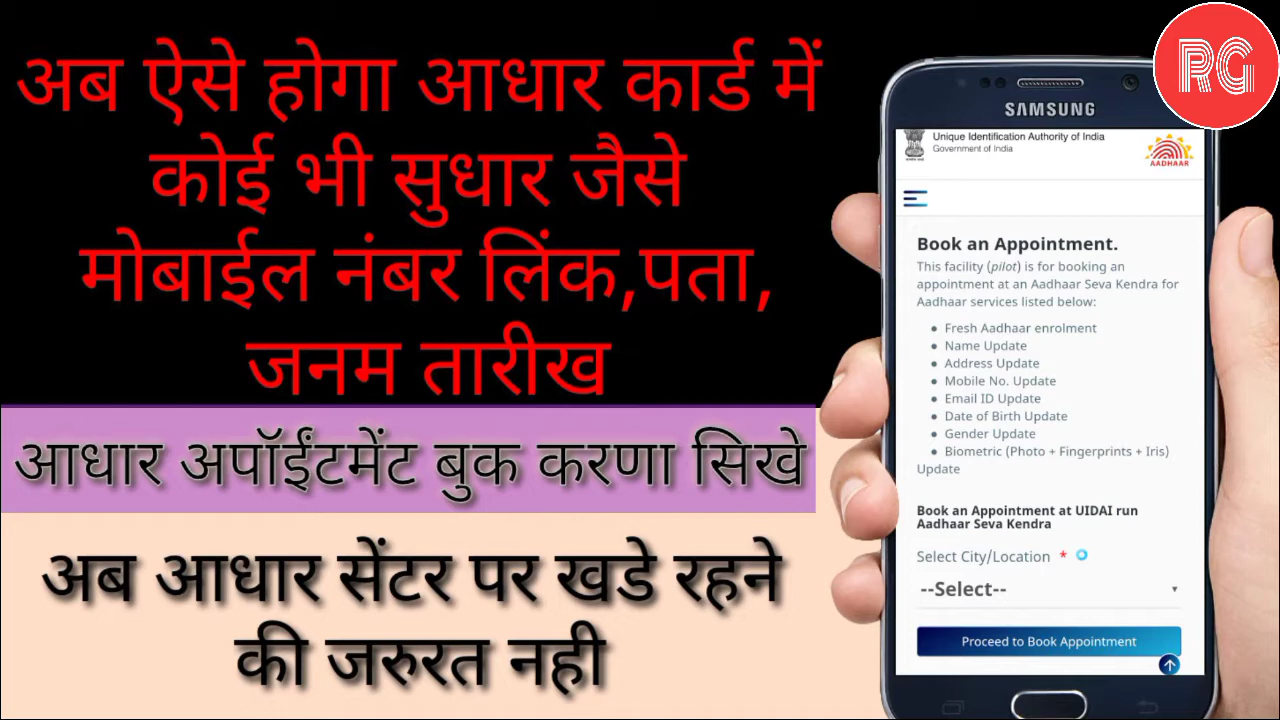 अब ऐसे होगा आधार कार्ड में
कोई भी सुधार जैसे
मोबाईल नंबर लिंक,पता,
जनम तारीख
आधार अपॉईंटमेंट बुक करणा सिखे
अब आधार सेंटर पर खडे रहने
की जरुरत नही
RG
SAMSUNG
Unique Identification Authority of India
Government of India
AADHAAR
Book an Appointment.
This facility (pilot) is for booking an
appointment at an Aadhaar Seva Kendra for
Aadhaar services listed below:
Fresh Aadhaar enrolment
Name Update
Address Update
Mobile No. Update
Email ID Update
Date of Birth Update
Gender Update
Biometric (Photo + Fingerprints + Iris)
Update
Book an Appointment at UIDAI run
Aadhaar Seva Kendra
Select City/Location *
--Select--
Proceed to Book Appointment